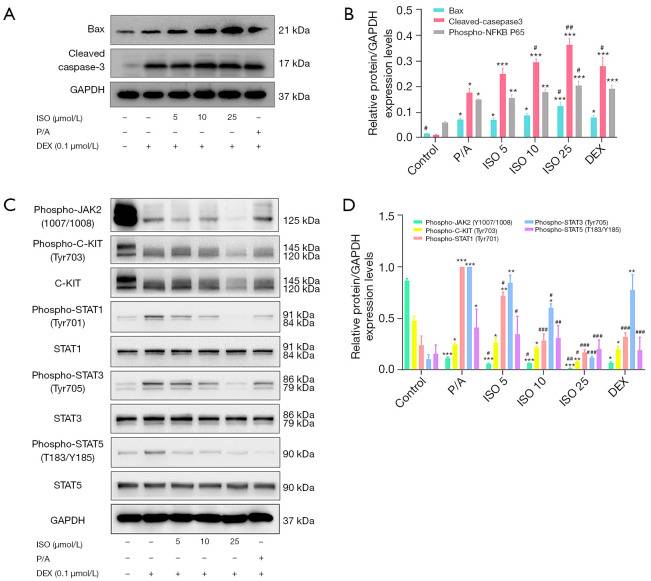 A
Bax
21 kDa
Cleaved
caspase-3
17 kDa
GAPDH
37 kDa
ISO (μmol/L) – – 5 10 25 –
P/A – – – – – +
DEX (0.1 μmol/L) – + + + + +
B
Bax
Cleaved-casepase3
Phospho-NFKB P65
Relative protein/GAPDH
expression levels
0.5
0.4
0.3
0.2
0.1
0.0
Control
P/A
ISO 5
ISO 10
ISO 25
DEX
C
Phospho-JAK2
(1007/1008)
125 kDa
Phospho-C-KIT
(Tyr703)
145 kDa
120 kDa
C-KIT
145 kDa
120 kDa
Phospho-STAT1
(Tyr701)
91 kDa
84 kDa
STAT1
91 kDa
84 kDa
Phospho-STAT3
(Tyr705)
86 kDa
79 kDa
STAT3
86 kDa
79 kDa
Phospho-STAT5
(T183/Y185)
90 kDa
STAT5
90 kDa
GAPDH
37 kDa
ISO (μmol/L) – – 5 10 25 –
P/A – – – – – +
DEX (0.1 μmol/L) – + + + + +
D
Phospho-JAK2 (Y1007/1008)
Phospho-C-KIT (Tyr703)
Phospho-STAT1 (Tyr701)
Phospho-STAT3 (Tyr705)
Phospho-STAT5 (T183/Y185)
Relative protein/GAPDH
expression levels
1.5
1.0
0.5
0.0
Control
P/A
ISO 5
ISO 10
ISO 25
DEX